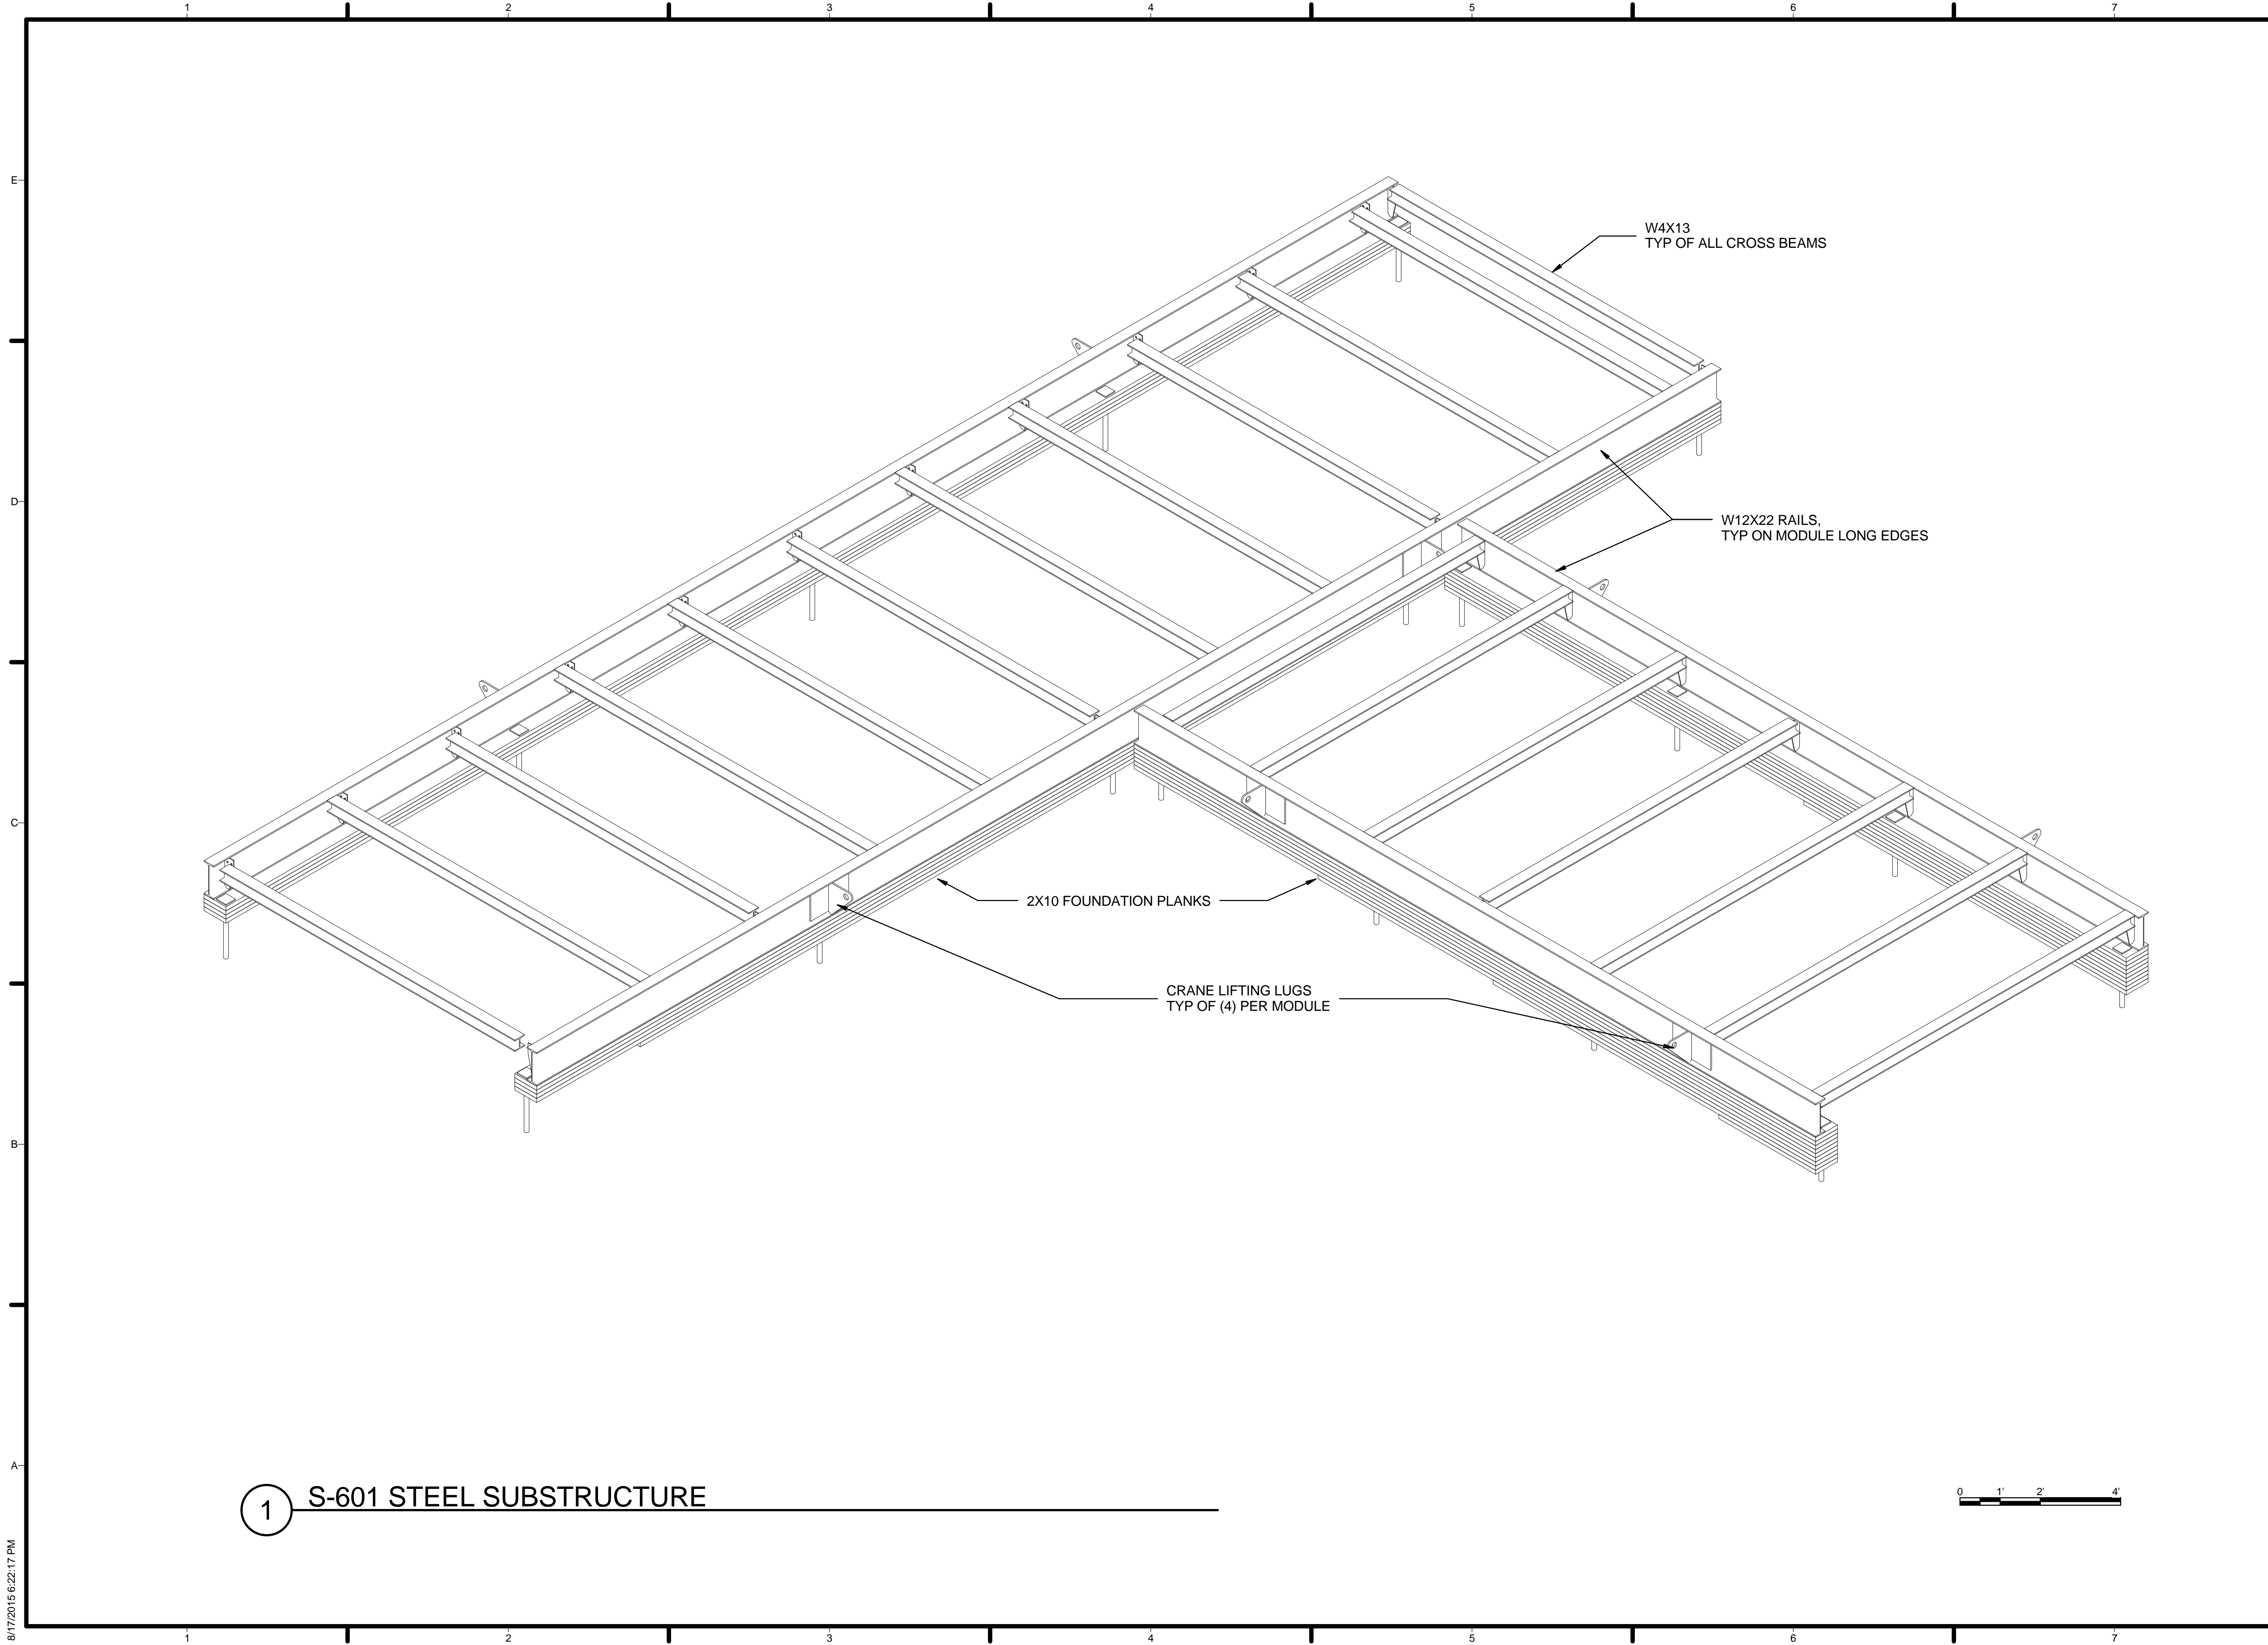 1 2 3 4 5 6 7
E
W4X13
TYP OF ALL CROSS BEAMS
D
W12X22 RAILS,
TYP ON MODULE LONG EDGES
C
2X10 FOUNDATION PLANKS
CRANE LIFTING LUGS
TYP OF (4) PER MODULE
B
A
1 S-601 STEEL SUBSTRUCTURE
0 1' 2' 4'
8/17/2015 6:22:17 PM
1 2 3 4 5 6 7